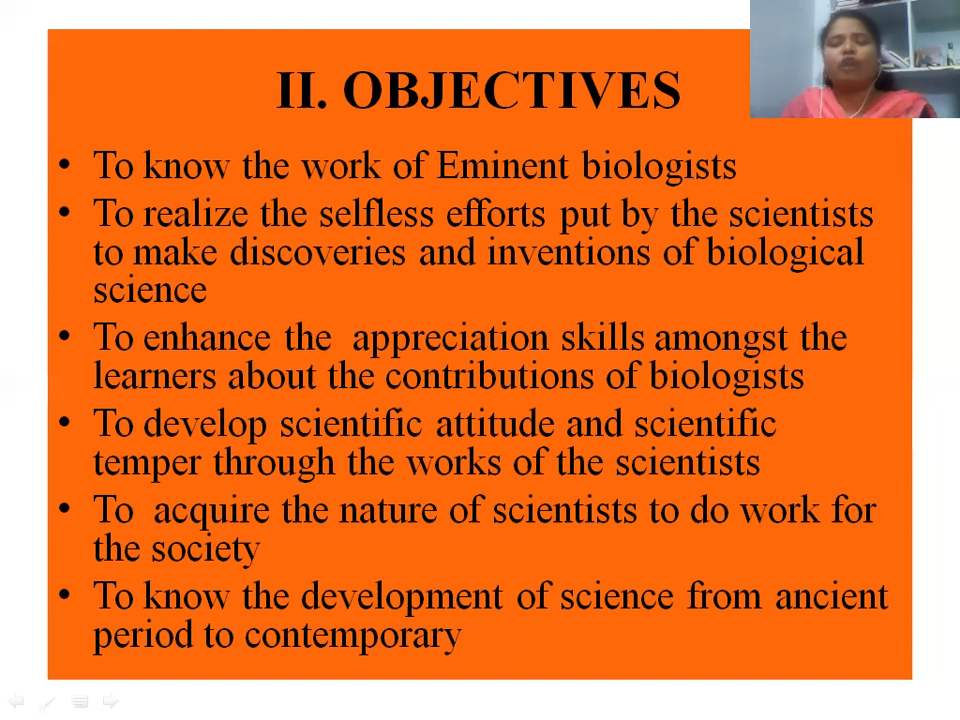 II. OBJECTIVES
• To know the work of Eminent biologists
• To realize the selfless efforts put by the scientists
to make discoveries and inventions of biological
science
• To enhance the  appreciation skills amongst the
learners about the contributions of biologists
• To develop scientific attitude and scientific
temper through the works of the scientists
• To  acquire the nature of scientists to do work for
the society
• To know the development of science from ancient
period to contemporary